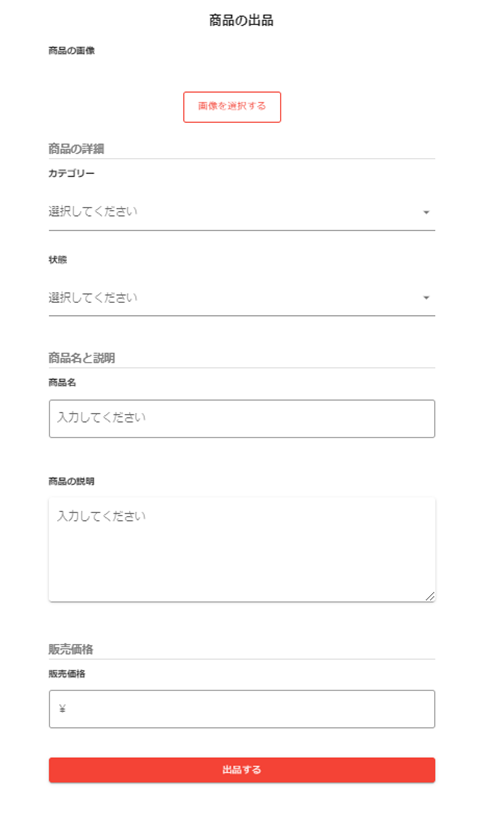 商品の出品
商品の画像
画像を選択する
商品の詳細
カテゴリー
選択してください
状態
選択してください
商品名と説明
商品名
入力してください
商品の説明
入力してください
販売価格
販売価格
¥
出品する